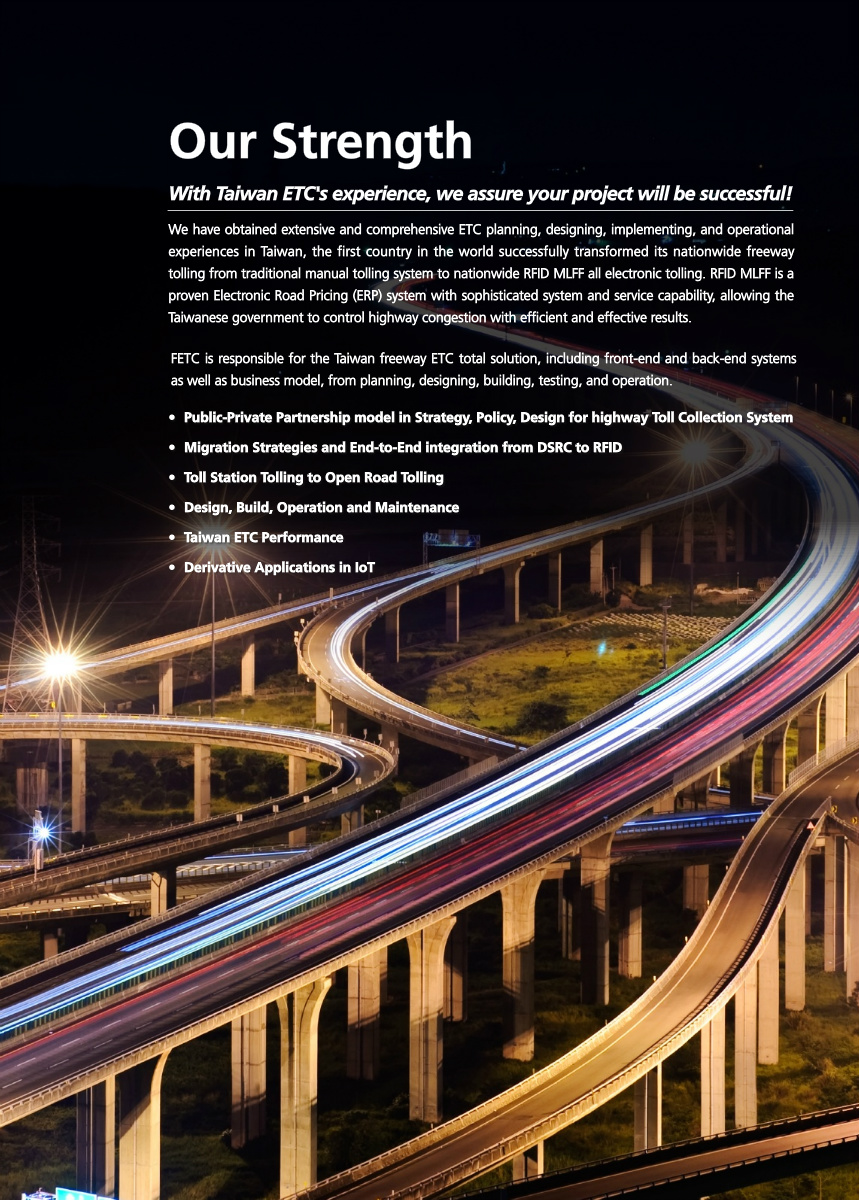 Our Strength
With Taiwan ETC's experience, we assure your project will be successful!
We have obtained extensive and comprehensive ETC planning, designing, implementing, and operational
experiences in Taiwan, the first country in the world successfully transformed its nationwide freeway
tolling from traditional manual tolling system to nationwide RFID MLFF all electronic tolling. RFID MLFF is a
proven Electronic Road Pricing (ERP) system with sophisticated system and service capability, allowing the
Taiwanese government to control highway congestion with efficient and effective results.
FETC is responsible for the Taiwan freeway ETC total solution, including front-end and back-end systems
as well as business model, from planning, designing, building, testing, and operation.
• Public-Private Partnership model in Strategy, Policy, Design for highway Toll Collection System
• Migration Strategies and End-to-End integration from DSRC to RFID
• Toll Station Tolling to Open Road Tolling
• Design, Build, Operation and Maintenance
• Taiwan ETC Performance
• Derivative Applications in IoT